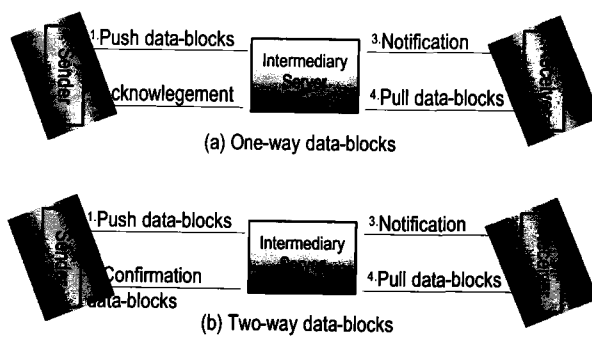 1.Push data-blocks
3.Notification
Sender
Intermediary
Server
cknowlegement
4.Pull data-blocks
(a) One-way data-blocks
1.Push data-blocks
3.Notification
Intermediary
Confirmation
4.Pull data-blocks
data-blocks
(b) Two-way data-blocks